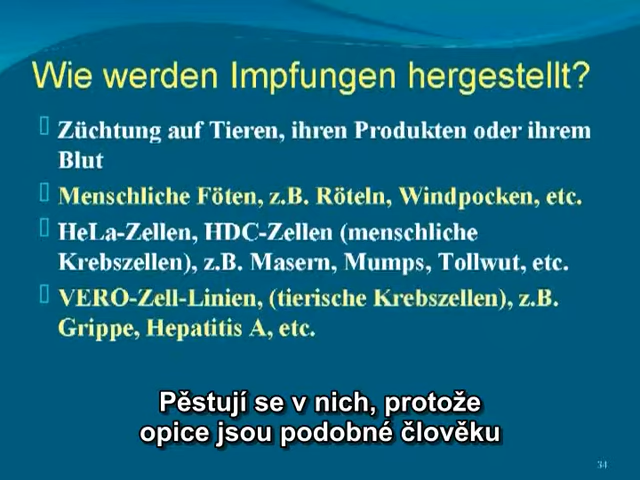 Wie werden Impfungen hergestellt?
Züchtung auf Tieren, ihren Produkten oder ihrem
Blut
Menschliche Föten, z.B. Röteln, Windpocken, etc.
HeLa-Zellen, HDC-Zellen (menschliche
Krebszellen), z.B. Masern, Mumps, Tollwut, etc.
VERO-Zell-Linien, (tierische Krebszellen), z.B.
Grippe, Hepatitis A, etc.
Pěstují se v nich, protože
opice jsou podobné člověku
34